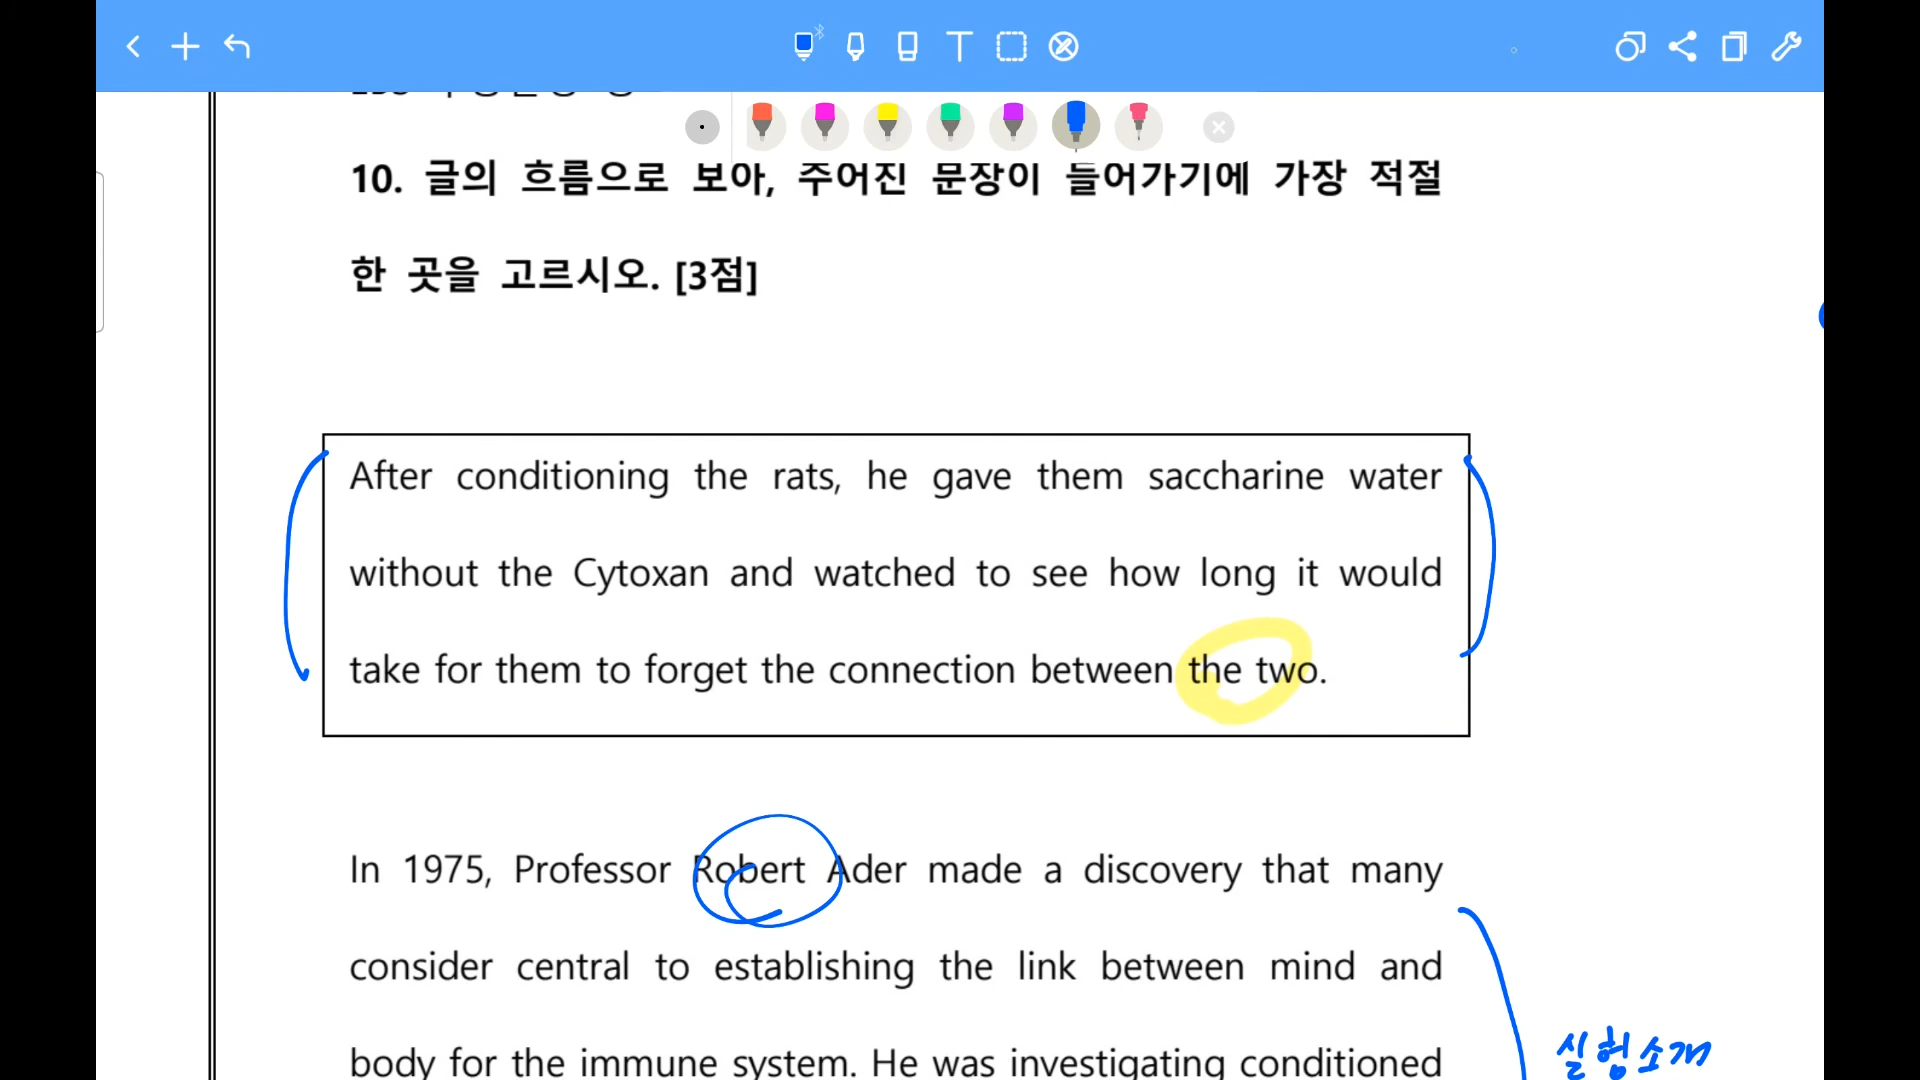 10. 글의 흐름으로 보아, 주어진 문장이 들어가기에 가장 적절
한 곳을 고르시오. [3점]
After conditioning the rats, he gave them saccharine water
without the Cytoxan and watched to see how long it would
take for them to forget the connection between the two.
In 1975, Professor Robert Ader made a discovery that many
consider central to establishing the link between mind and
body for the immune system. He was investigating conditioned
실험소개